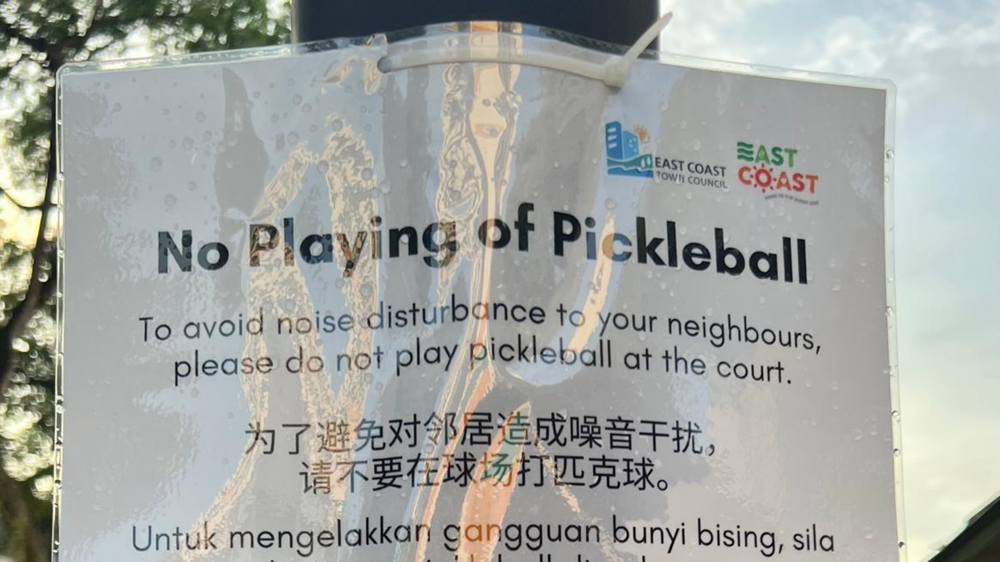 EAST COAST
TOWN COUNCIL
EAST
COAST
No Playing of Pickleball
To avoid noise disturbance to your neighbours,
please do not play pickleball at the court.
为了避免对邻居造成噪音干扰，
请不要在球场打匹克球。
Untuk mengelakkan gangguan bunyi bising, sila